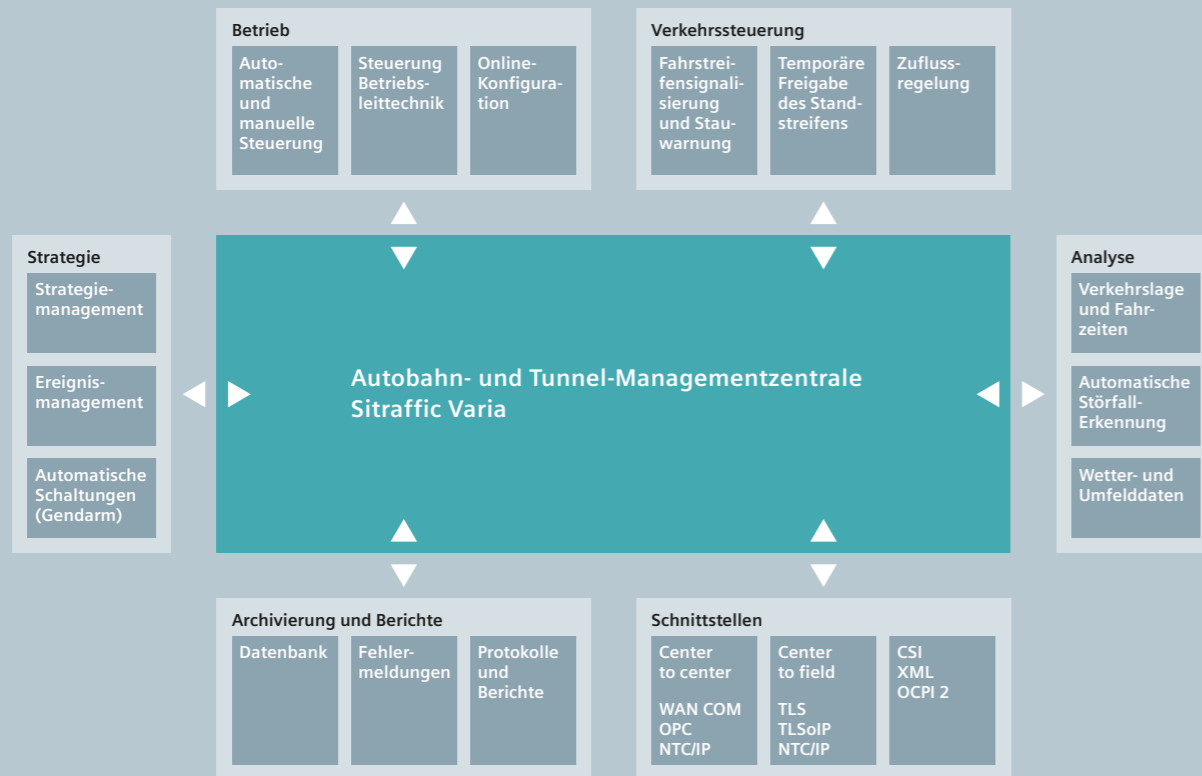 Betrieb
Auto-
matische
und
manuelle
Steuerung
Steuerung
Betriebs-
leittechnik
Online-
Konfigura-
tion
Verkehrssteuerung
Fahrstrei-
fensignali-
sierung
und Stau-
warnung
Temporäre
Freigabe
des Stand-
streifens
Zufluss-
regelung
Strategie
Strategie-
management
Ereignis-
management
Automatische
Schaltungen
(Gendarm)
Autobahn- und Tunnel-Managementzentrale
Sitraffic Varia
Analyse
Verkehrslage
und Fahr-
zeiten
Automatische
Störfall-
Erkennung
Wetter- und
Umfelddaten
Archivierung und Berichte
Datenbank
Fehler-
meldungen
Protokolle
und
Berichte
Schnittstellen
Center
to center
WAN COM
OPC
NTC/IP
Center
to field
TLS
TLSoIP
NTC/IP
CSI
XML
OCPI 2